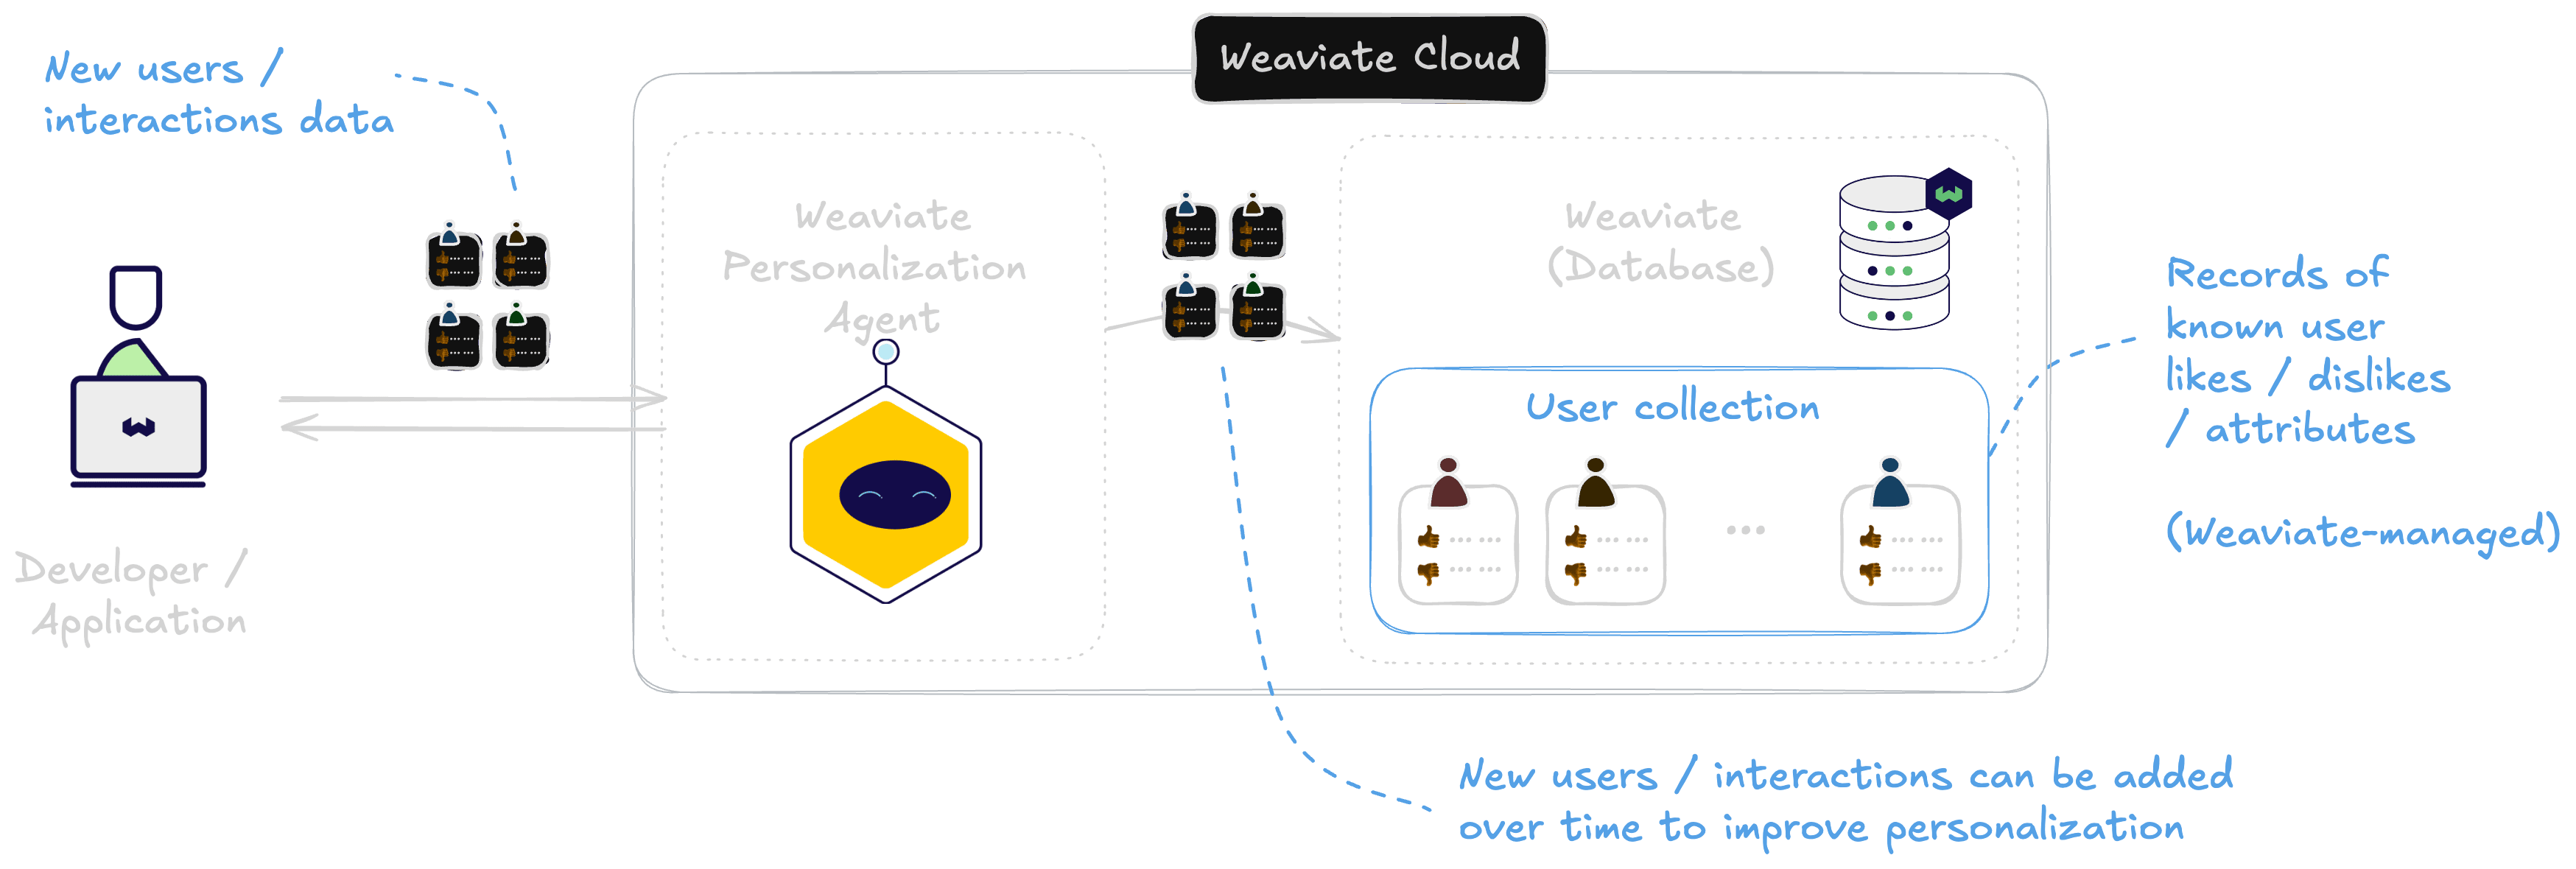 Weaviate Cloud
New users /
interactions data
Weaviate
Personalization
Agent
Weaviate
(Database)
Records of
known user
likes / dislikes
/ attributes
(Weaviate-managed)
User collection
Developer /
Application
New users / interactions can be added
over time to improve personalization